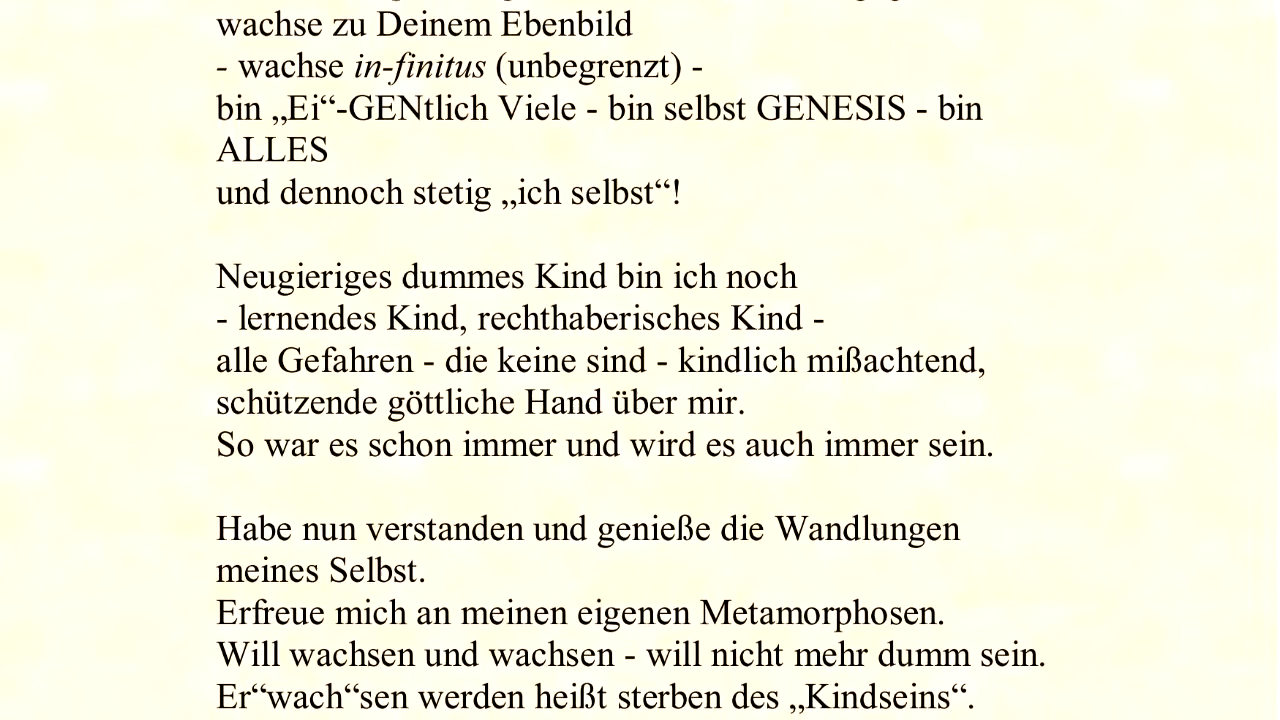 wachse zu Deinem Ebenbild
- wachse in-finitus (unbegrenzt) -
bin „Ei“-GENtlich Viele - bin selbst GENESIS - bin
ALLES
und dennoch stetig „ich selbst“!
Neugieriges dummes Kind bin ich noch
- lernendes Kind, rechthaberisches Kind -
alle Gefahren - die keine sind - kindlich mißachtend,
schützende göttliche Hand über mir.
So war es schon immer und wird es auch immer sein.
Habe nun verstanden und genieße die Wandlungen
meines Selbst.
Erfreue mich an meinen eigenen Metamorphosen.
Will wachsen und wachsen - will nicht mehr dumm sein.
Er“wach“sen werden heißt sterben des „Kindseins“.